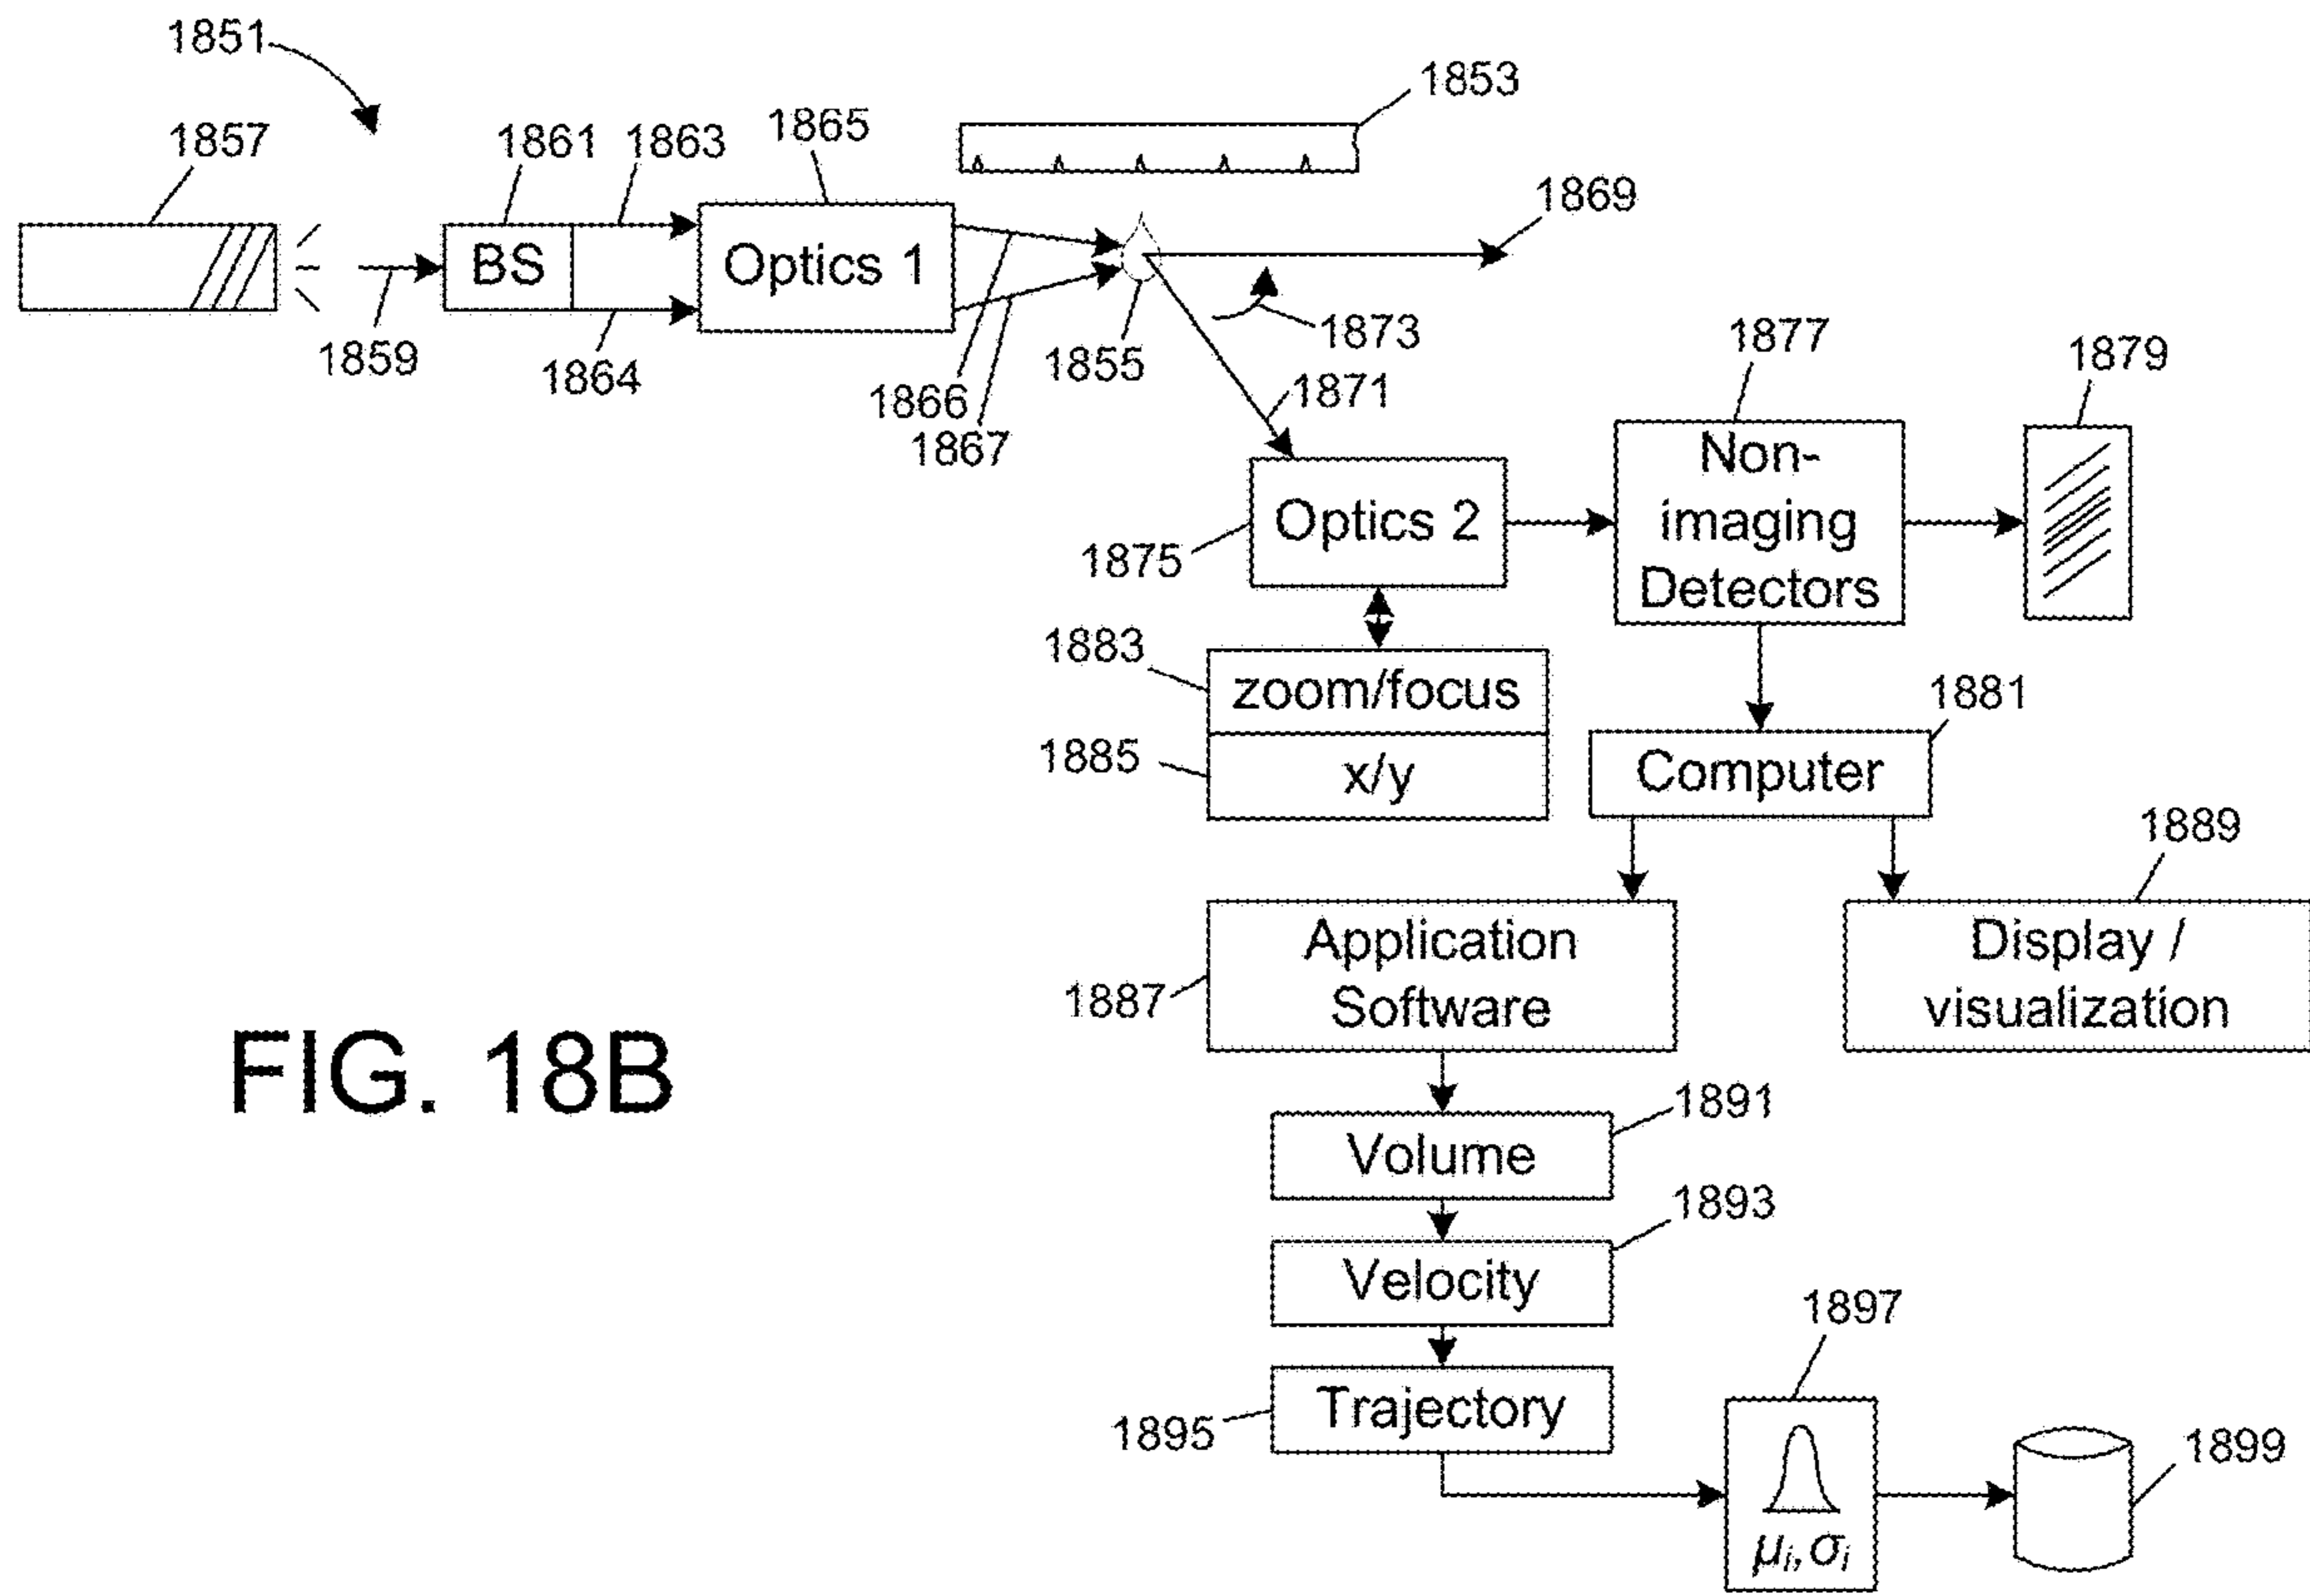 1851
1853
1857
1861
1863
1865
1869
BS
Optics 1
1859
1864
1866
1867
1855
1873
1871
1877
1879
Non-
imaging
Detectors
Optics 2
1875
1883
zoom/focus
1885
x/y
1881
Computer
1889
Application
Software
1887
Display /
visualization
FIG. 18B
1891
Volume
1893
Velocity
1897
Trajectory
1895
1899
μi,σi